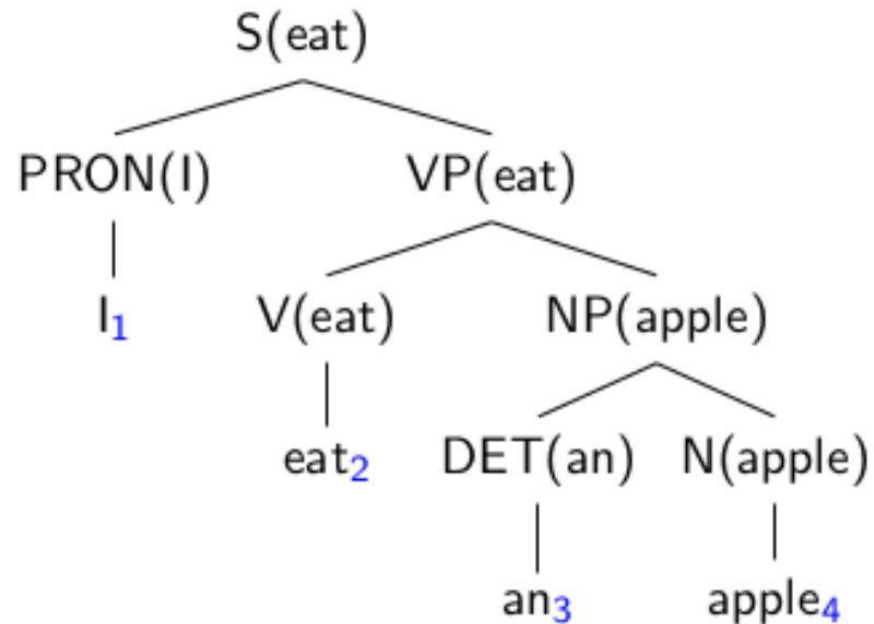 S(eat)
PRON(I) VP(eat)
I1 V(eat) NP(apple)
eat2 DET(an) N(apple)
an3 apple4